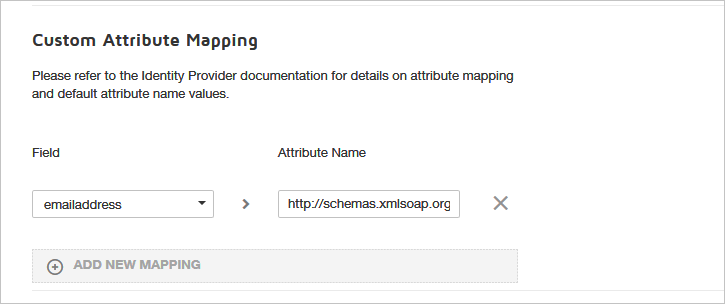 Custom Attribute Mapping
Please refer to the Identity Provider documentation for details on attribute mapping
and default attribute name values.
Field Attribute Name
emailaddress http://schemas.xmlsoap.org
ADD NEW MAPPING